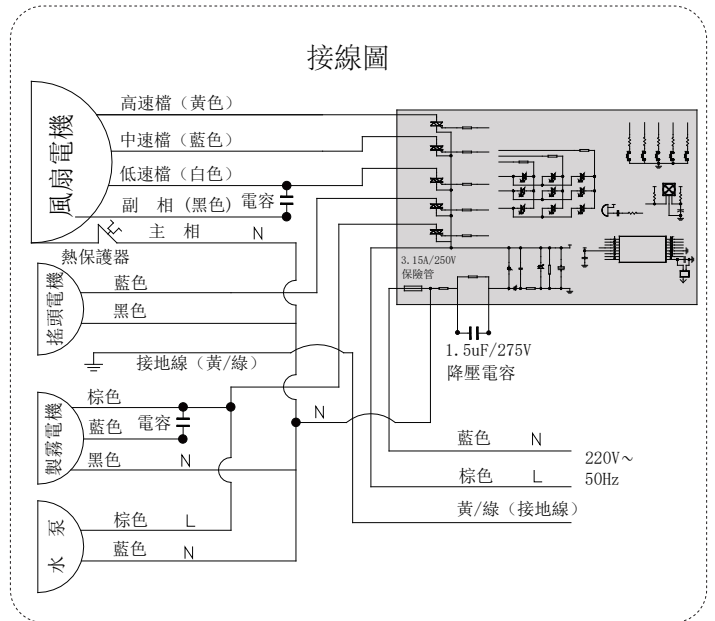 接線圖
高速檔（黃色）
中速檔（藍色）
低速檔（白色）
副 相（黑色） 電容
主 相 N
風扇電機
熱保護器
藍色
黑色
搖頭電機
接地線（黃/綠）
棕色
藍色 電容
黑色 N
製霧電機
棕色 L
藍色 N
水 泵
3.15A/250V
保險管
1.5uF/275V
降壓電容
N
藍色 N
棕色 L
220V~
50Hz
黃/綠（接地線）